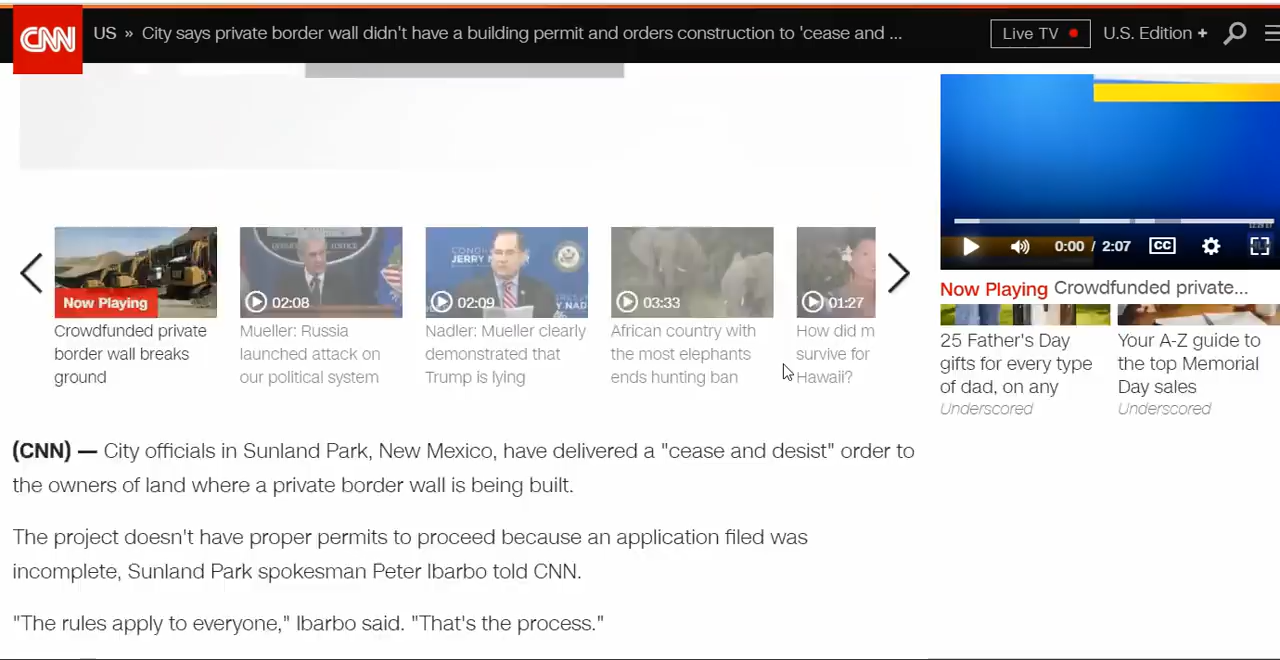 CNN US » City says private border wall didn't have a building permit and orders construction to 'cease and ... Live TV U.S. Edition +
Now Playing
02:08
02:09
03:33
01:27
Crowdfunded private
border wall breaks
ground
Mueller: Russia
launched attack on
our political system
Nadler: Mueller clearly
demonstrated that
Trump is lying
African country with
the most elephants
ends hunting ban
How did m
survive for
Hawaii?
0:00 / 2:07 CC
Now Playing Crowdfunded private...
25 Father's Day
gifts for every type
of dad, on any
Underscored
Your A-Z guide to
the top Memorial
Day sales
Underscored
(CNN) — City officials in Sunland Park, New Mexico, have delivered a "cease and desist" order to
the owners of land where a private border wall is being built.
The project doesn't have proper permits to proceed because an application filed was
incomplete, Sunland Park spokesman Peter Ibarbo told CNN.
"The rules apply to everyone," Ibarbo said. "That's the process."